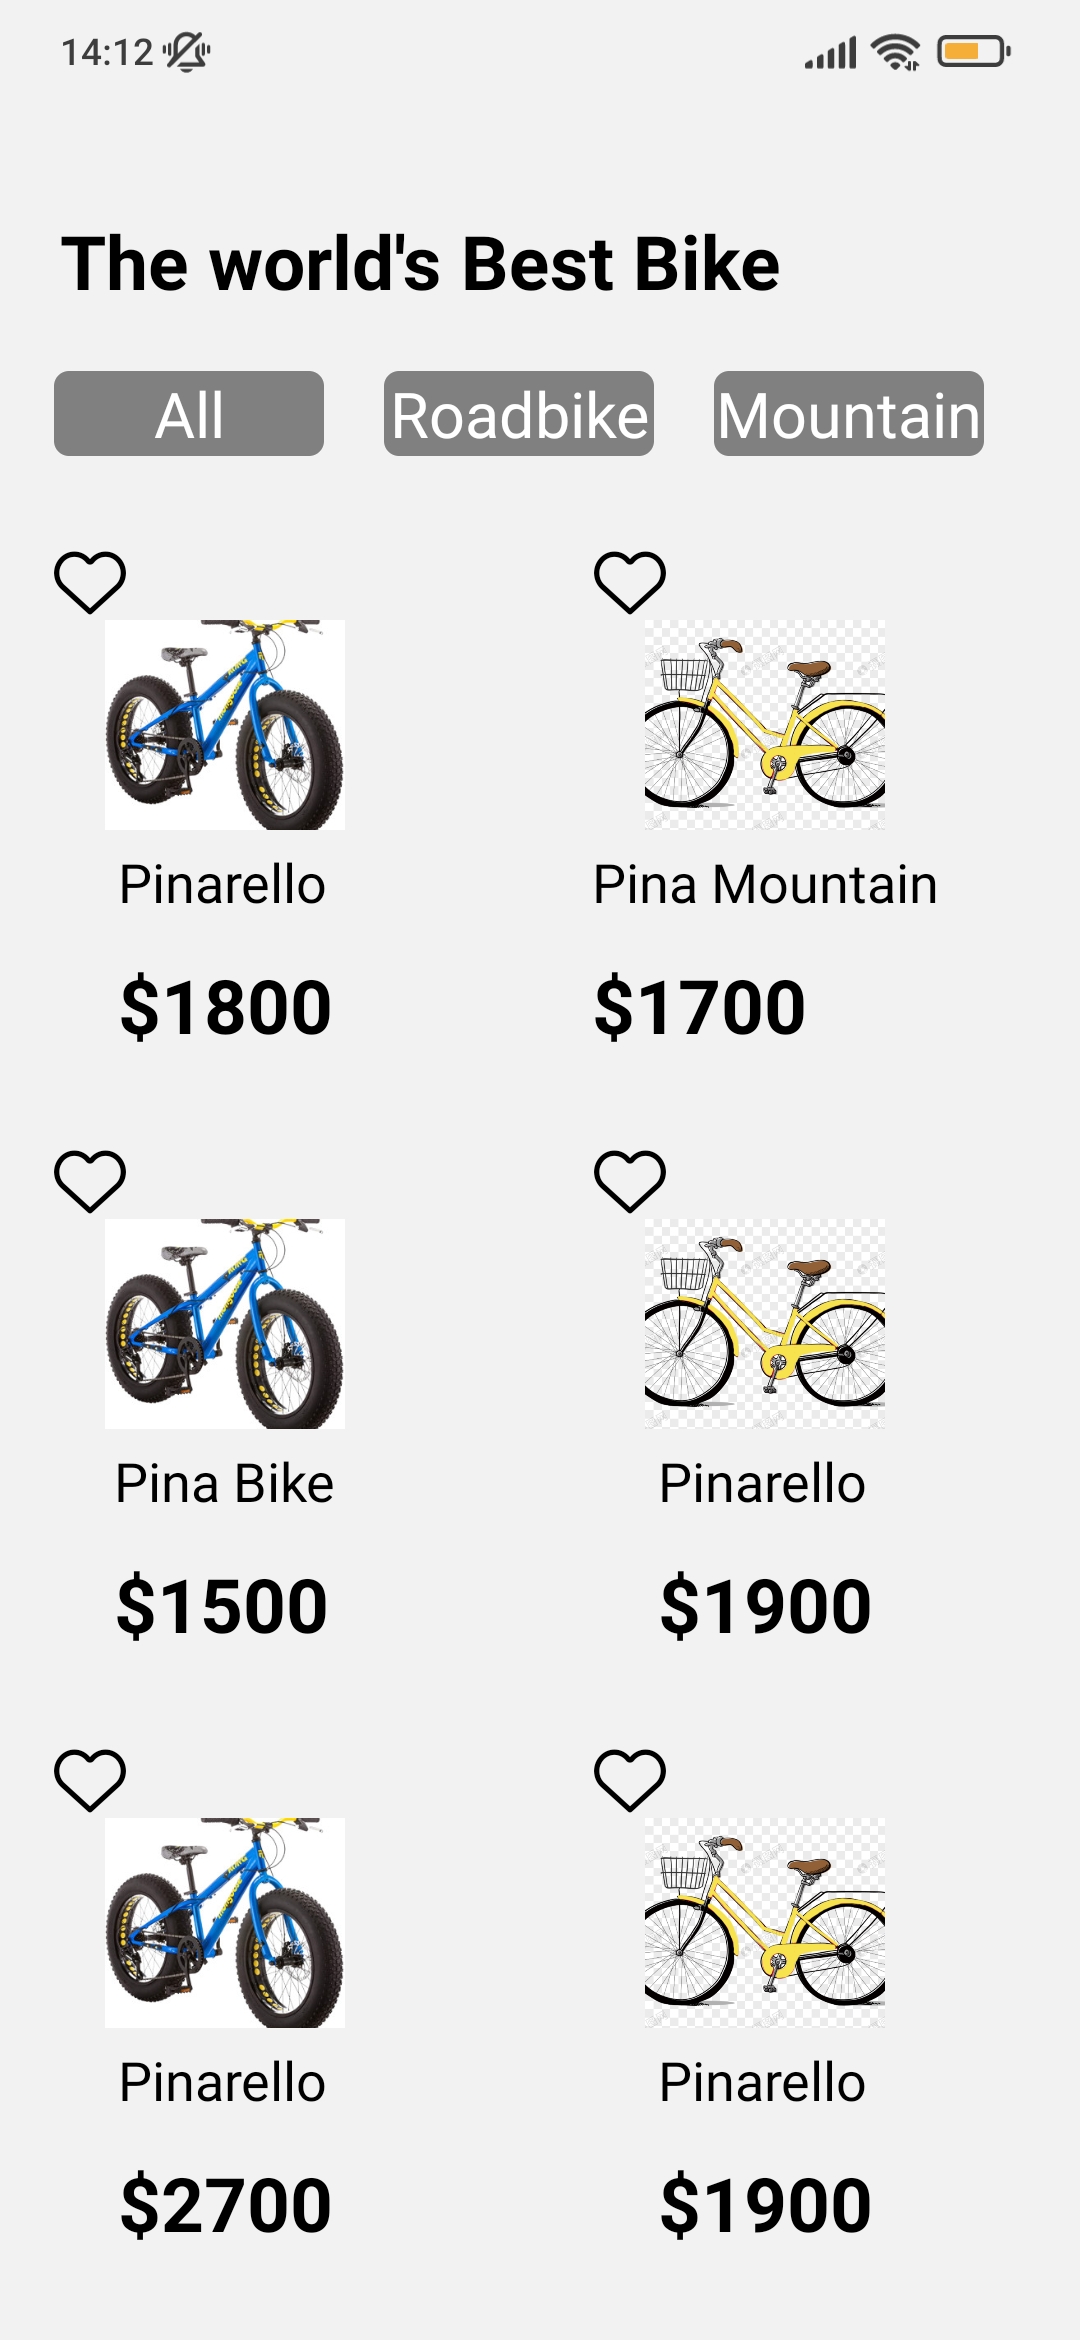 14:12
The world's Best Bike
All Roadbike Mountain
Pinarello Pina Mountain
$1800 $1700
Pina Bike Pinarello
$1500 $1900
Pinarello Pinarello
$2700 $1900